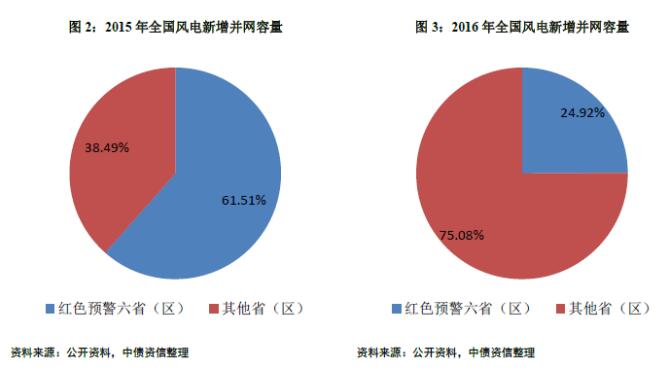 图 2：2015 年全国风电新增并网容量
38.49%
61.51%
红色预警六省（区）
其他省（区）
资料来源：公开资料，中债资信整理
图 3：2016 年全国风电新增并网容量
24.92%
75.08%
红色预警六省（区）
其他省（区）
资料来源：公开资料，中债资信整理